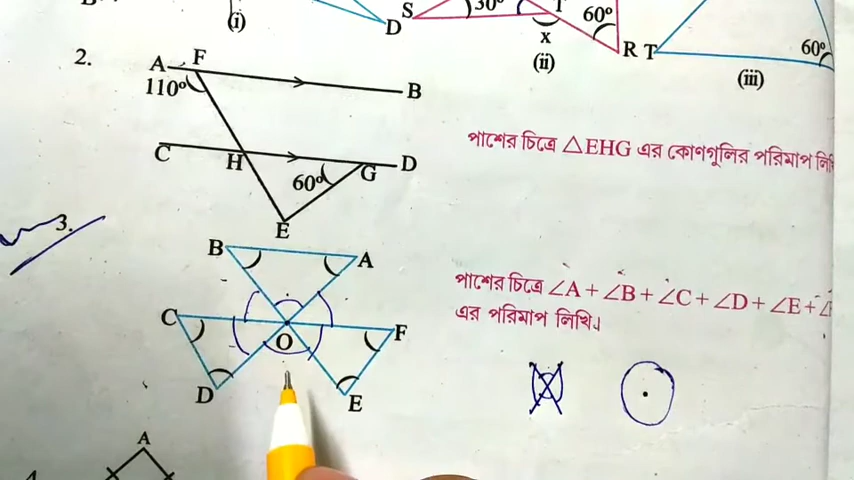 (i)
D
S
30°
T
x
60°
R
(ii)
T
60°
(iii)
2.
A F
110°
B
C
H
60°
G
D
E
পাশের চিত্রে △EHG এর কোণগুলির পরিমাপ
3.
B
A
C
O
F
D
E
পাশের চিত্রে ∠A + ∠B + ∠C + ∠D + ∠E +
এর পরিমাপ লিখি।
A